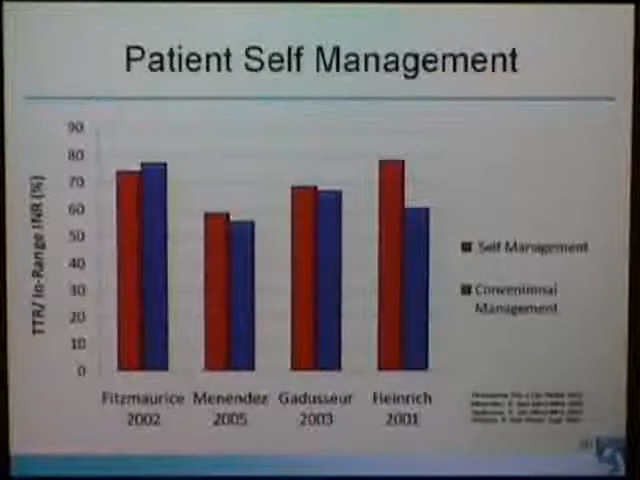 Patient Self Management
90
80
70
60
50
40
30
20
10
0
TTR/ In-Range INR (%)
Self Management
Conventional
Management
Fitzmaurice Menendez Gadusseur Heinrich
2002 2005 2003 2001